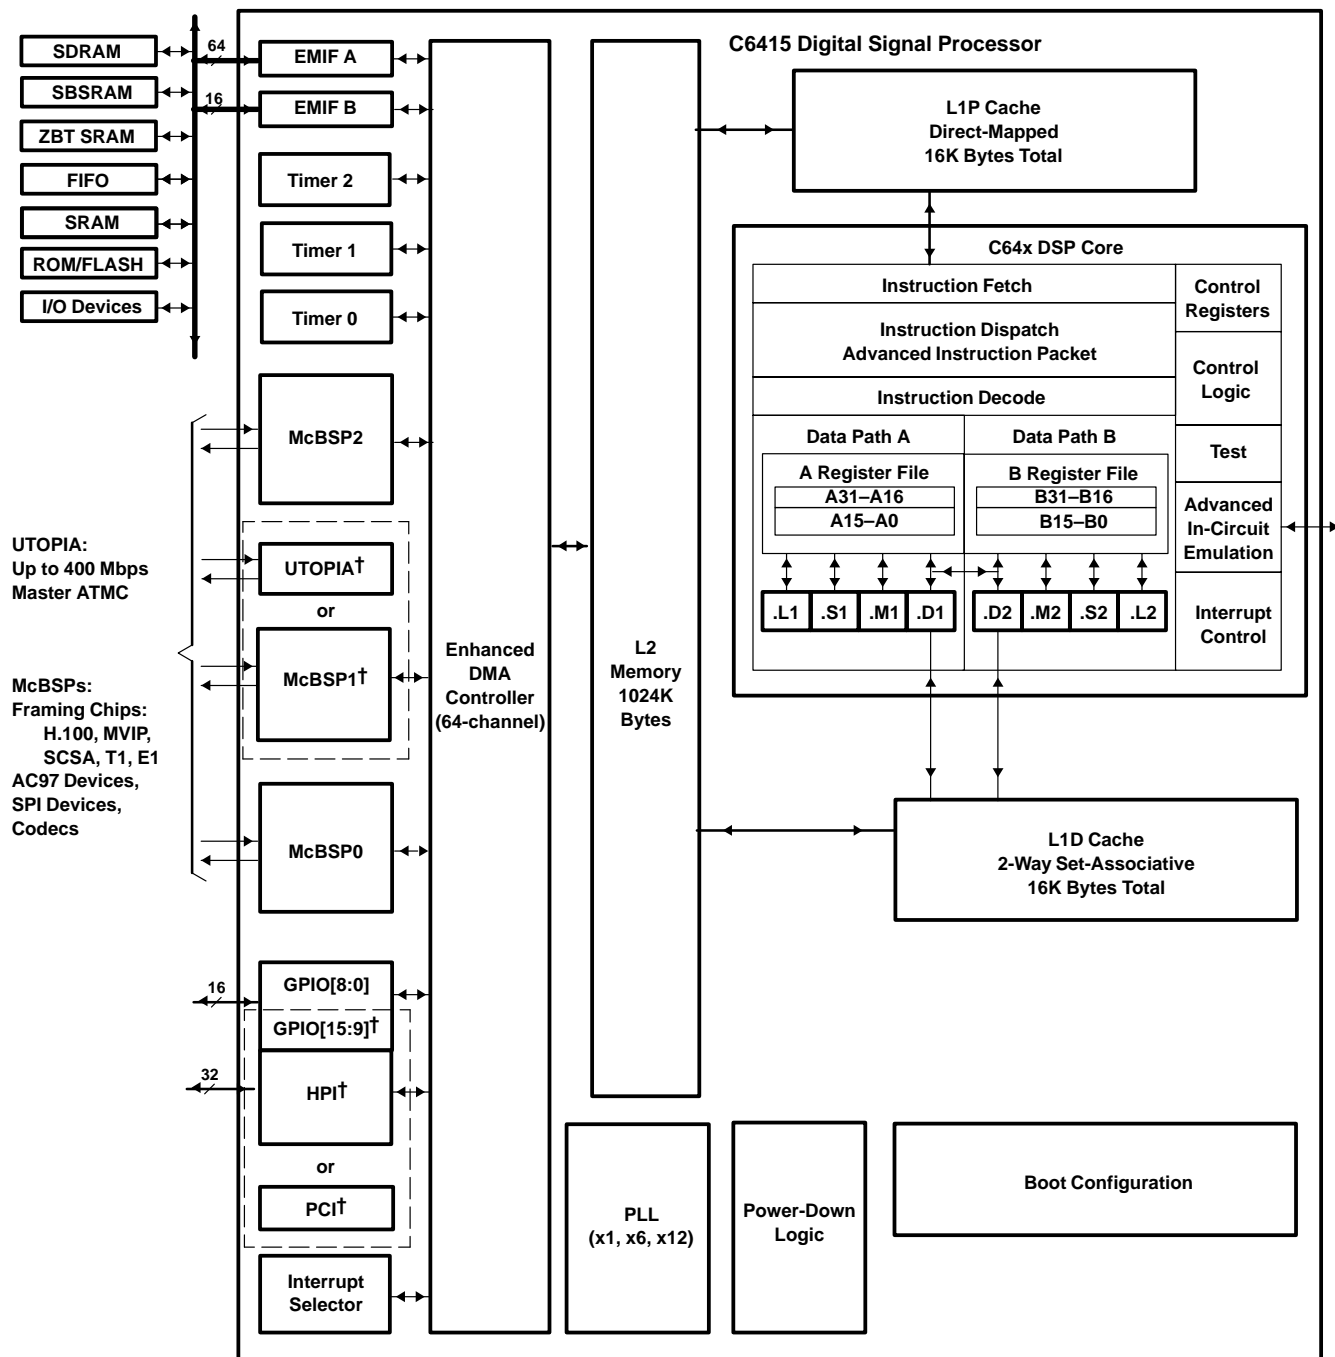 C6415 Digital Signal Processor
SDRAM
SBSRAM
ZBT SRAM
FIFO
SRAM
ROM/FLASH
I/O Devices
64
16
EMIF A
EMIF B
Timer 2
Timer 1
Timer 0
McBSP2
UTOPIA†
or
McBSP1†
McBSP0
UTOPIA:
Up to 400 Mbps
Master ATMC
McBSPs:
Framing Chips:
H.100, MVIP,
SCSA, T1, E1
AC97 Devices,
SPI Devices,
Codecs
16
GPIO[8:0]
GPIO[15:9]†
32
HPI†
or
PCI†
Interrupt
Selector
Enhanced
DMA
Controller
(64-channel)
L2
Memory
1024K
Bytes
L1P Cache
Direct-Mapped
16K Bytes Total
C64x DSP Core
Instruction Fetch
Instruction Dispatch
Advanced Instruction Packet
Instruction Decode
Data Path A
Data Path B
A Register File
A31–A16
A15–A0
B Register File
B31–B16
B15–B0
.L1
.S1
.M1
.D1
.D2
.M2
.S2
.L2
Control
Registers
Control
Logic
Test
Advanced
In-Circuit
Emulation
Interrupt
Control
L1D Cache
2-Way Set-Associative
16K Bytes Total
PLL
(x1, x6, x12)
Power-Down
Logic
Boot Configuration